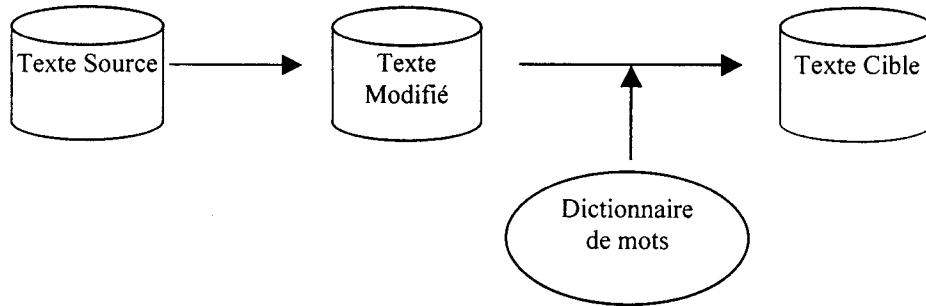 Texte Source
Texte
Modifié
Texte Cible
Dictionnaire
de mots